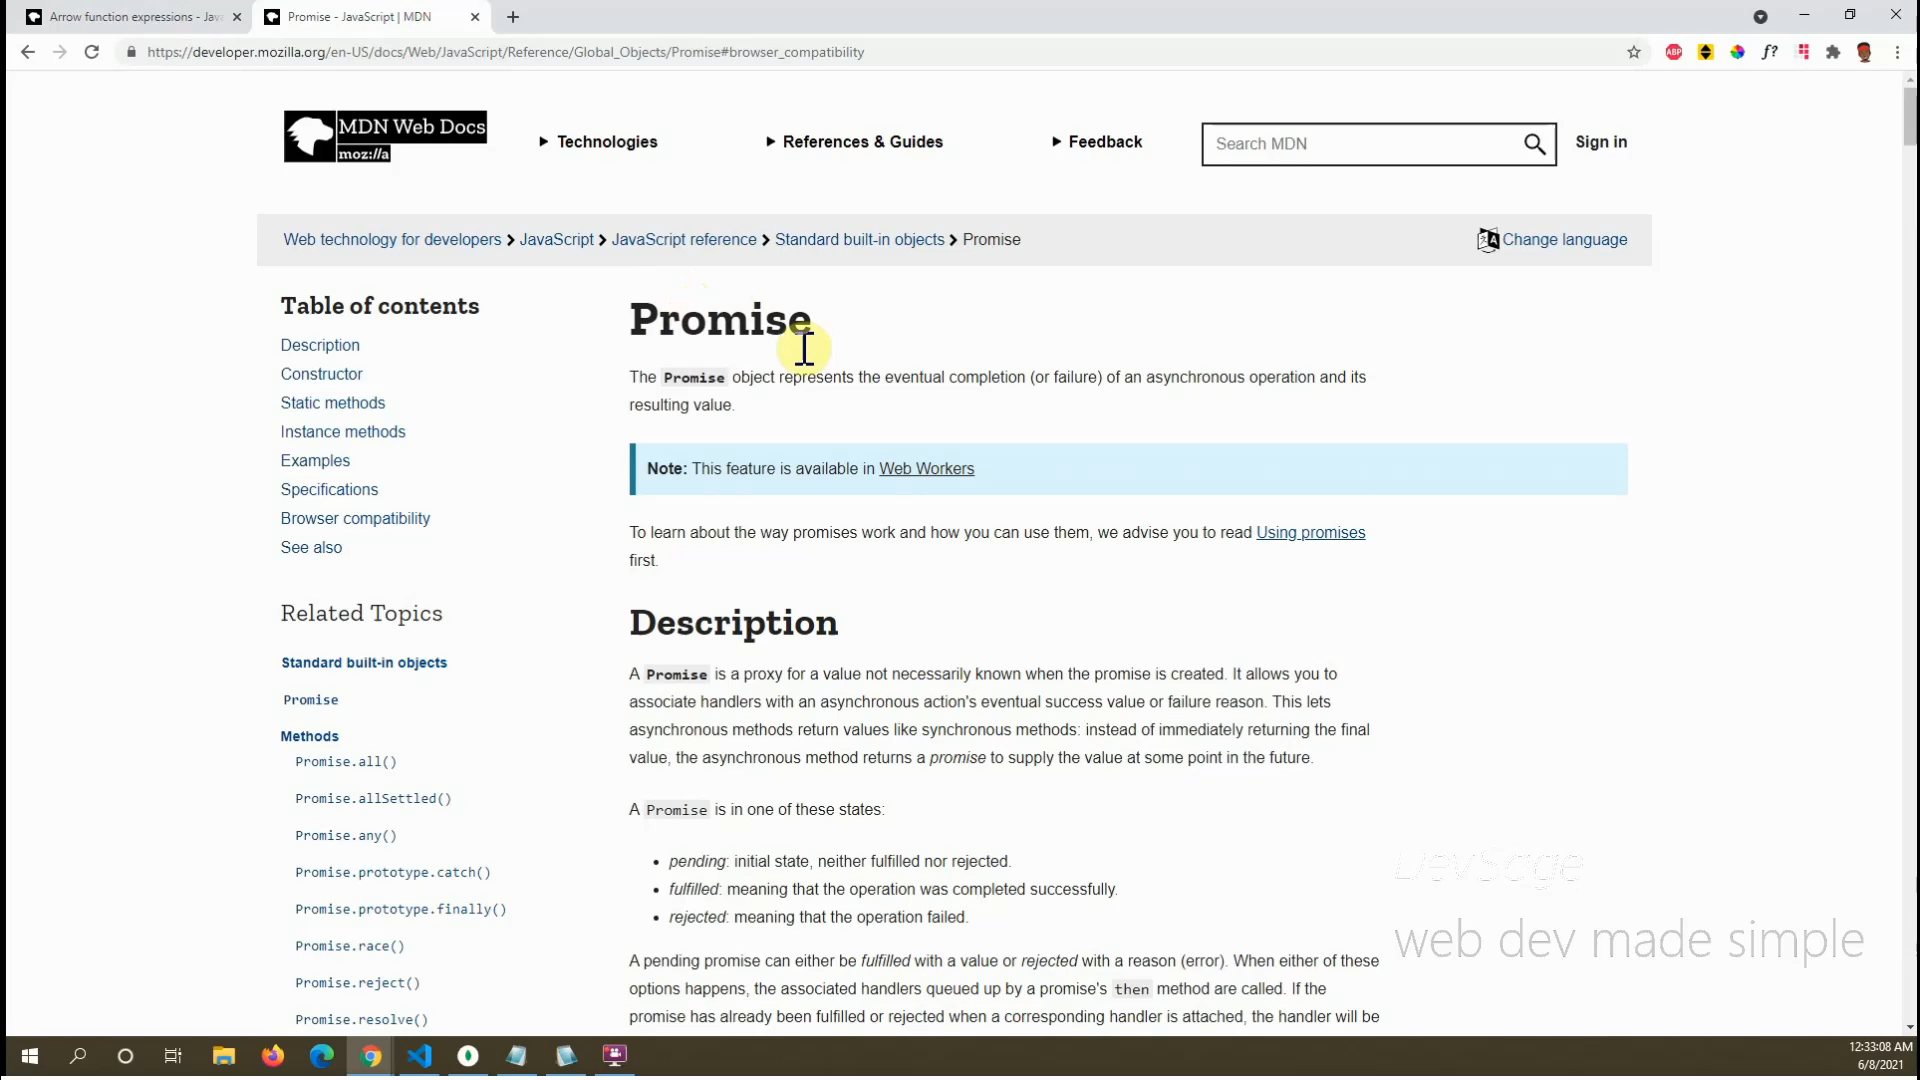 Arrow function expressions - Java
Promise - JavaScript | MDN
https://developer.mozilla.org/en-US/docs/Web/JavaScript/Reference/Global_Objects/Promise#browser_compatibility
ABP
f?
MDN Web Docs
moz://a
Technologies
References & Guides
Feedback
Search MDN
Sign in
Web technology for developers > JavaScript > JavaScript reference > Standard built-in objects > Promise
Change language
Table of contents
Description
Constructor
Static methods
Instance methods
Examples
Specifications
Browser compatibility
See also
Related Topics
Standard built-in objects
Promise
Methods
Promise.all()
Promise.allSettled()
Promise.any()
Promise.prototype.catch()
Promise.prototype.finally()
Promise.race()
Promise.reject()
Promise.resolve()
Promise
The Promise object represents the eventual completion (or failure) of an asynchronous operation and its
resulting value.
Note: This feature is available in Web Workers
To learn about the way promises work and how you can use them, we advise you to read Using promises
first.
Description
A Promise is a proxy for a value not necessarily known when the promise is created. It allows you to
associate handlers with an asynchronous action's eventual success value or failure reason. This lets
asynchronous methods return values like synchronous methods: instead of immediately returning the final
value, the asynchronous method returns a promise to supply the value at some point in the future.
A Promise is in one of these states:
• pending: initial state, neither fulfilled nor rejected.
• fulfilled: meaning that the operation was completed successfully.
• rejected: meaning that the operation failed.
A pending promise can either be fulfilled with a value or rejected with a reason (error). When either of these
options happens, the associated handlers queued up by a promise's then method are called. If the
promise has already been fulfilled or rejected when a corresponding handler is attached, the handler will be
DevSage
web dev made simple
12:33:08 AM
6/8/2021